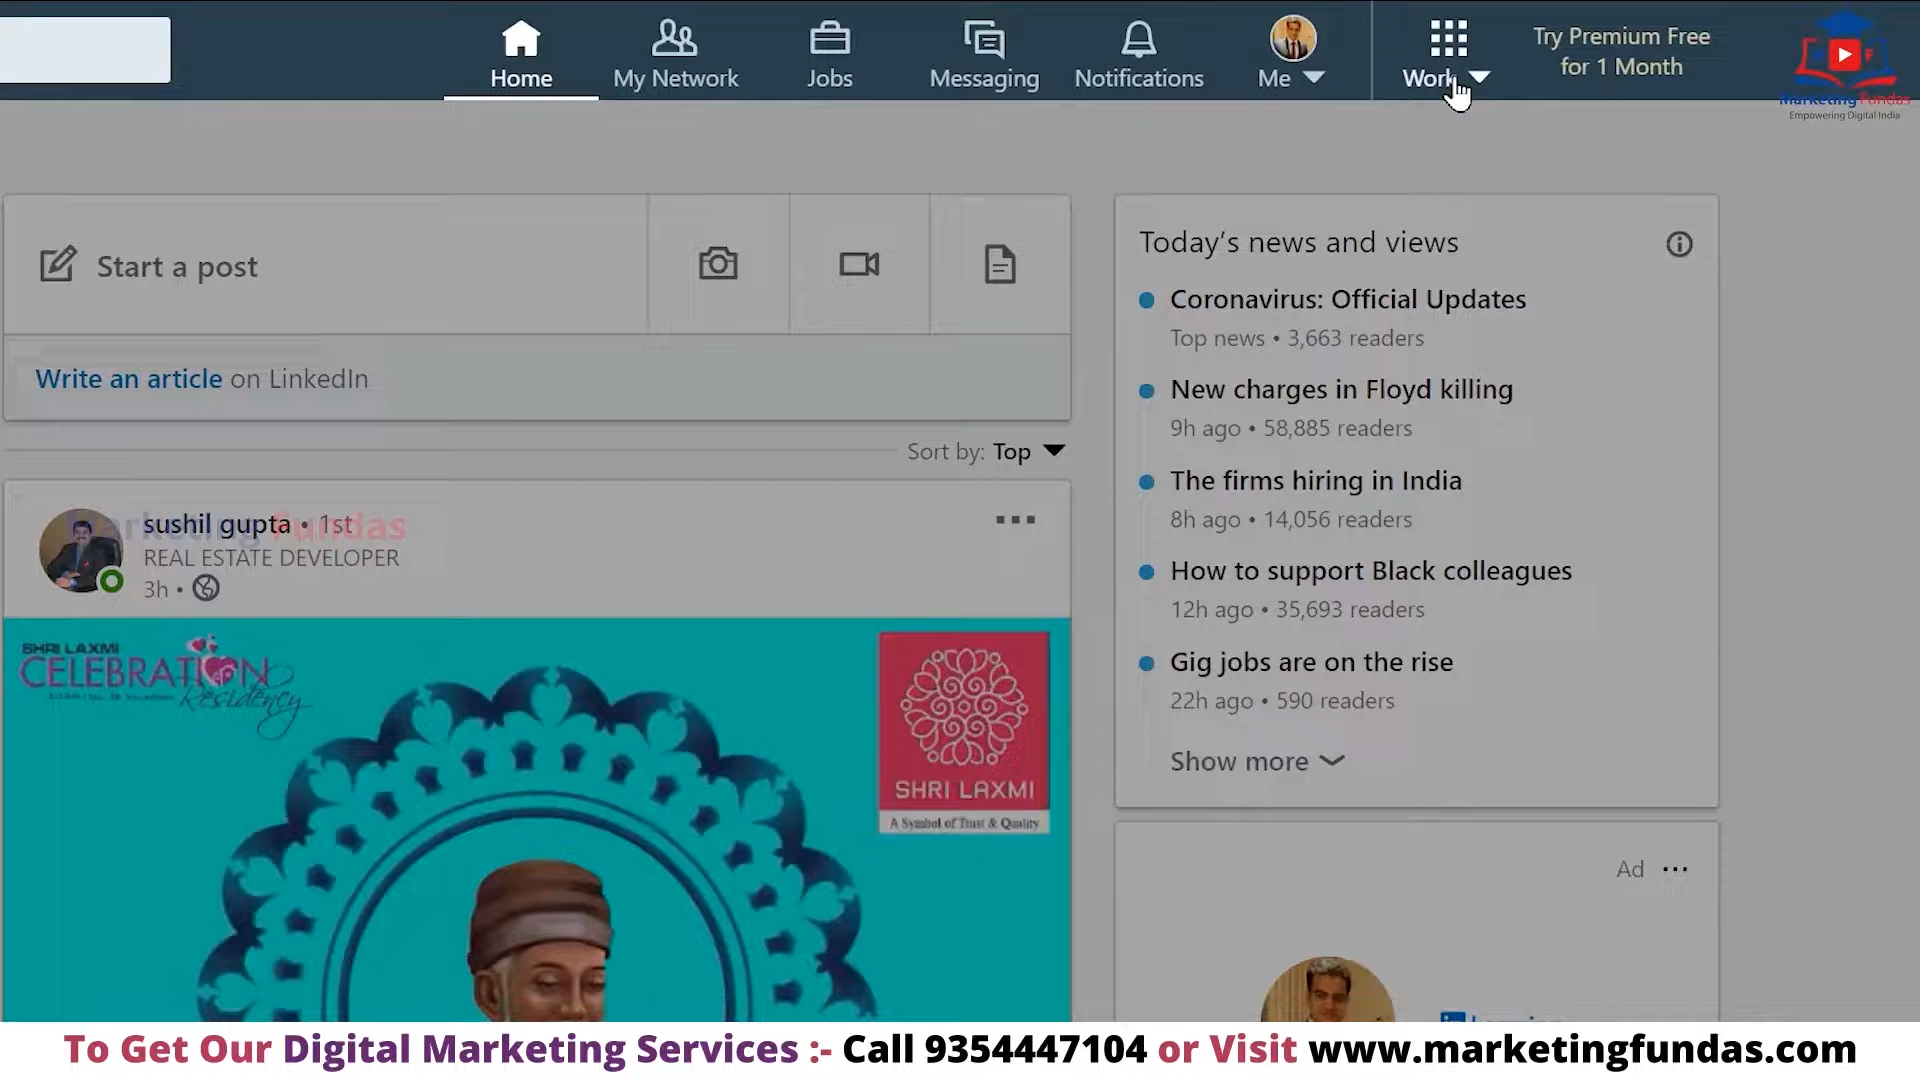 Home
My Network
Jobs
Messaging
Notifications
Me
Work
Try Premium Free
for 1 Month
Marketing Fundas
Empowering Digital India
Start a post
Write an article on LinkedIn
Sort by: Top
Today's news and views
Coronavirus: Official Updates
Top news • 3,663 readers
New charges in Floyd killing
9h ago • 58,885 readers
The firms hiring in India
8h ago • 14,056 readers
How to support Black colleagues
12h ago • 35,693 readers
Gig jobs are on the rise
22h ago • 590 readers
Show more
Marketing Fundas
sushil gupta • 1st
REAL ESTATE DEVELOPER
3h •
SHRI LAXMI
CELEBRATION
Residency
SHRI LAXMI
A Symbol of Trust & Quality
Ad
To Get Our Digital Marketing Services :- Call 9354447104 or Visit www.marketingfundas.com